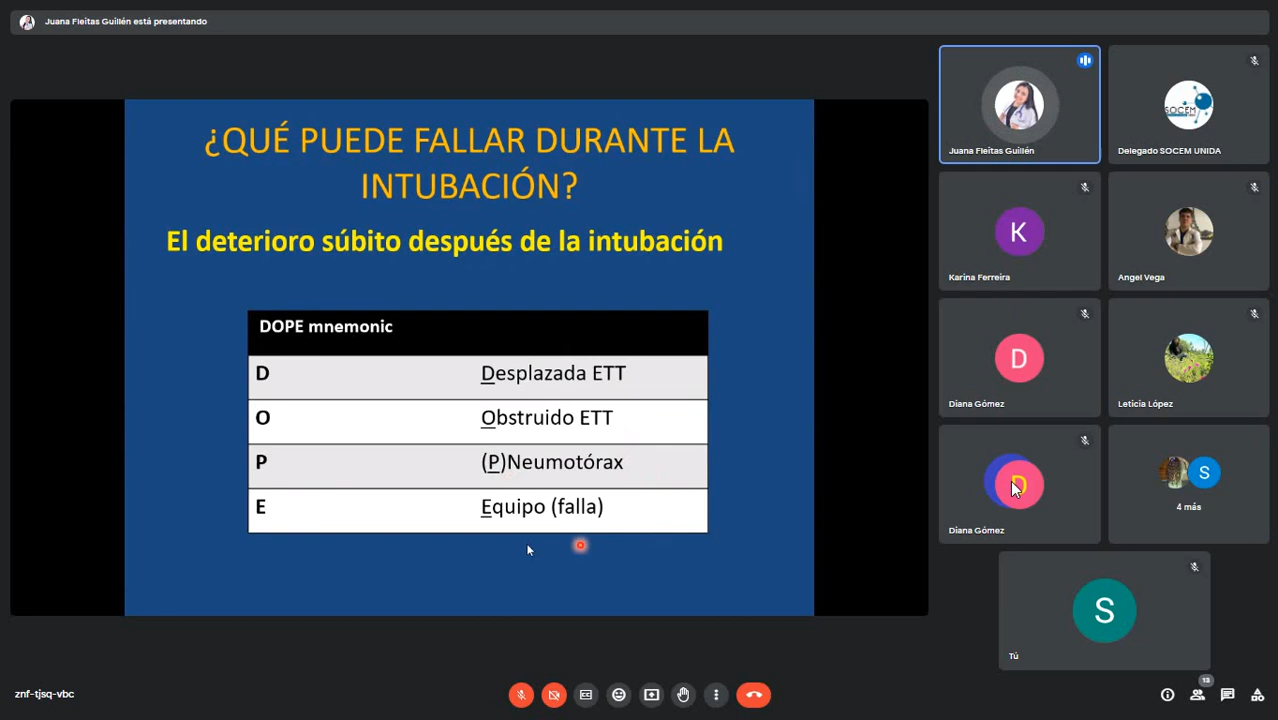 Juana Fleitas Guillén está presentando
¿QUÉ PUEDE FALLAR DURANTE LA
INTUBACIÓN?
El deterioro súbito después de la intubación
DOPE mnemonic
D Desplazada ETT
O Obstruido ETT
P (P)Neumotórax
E Equipo (falla)
Juana Fleitas Guillén
SOCEM
Delegado SOCEM UNIDA
K
Karina Ferreira
Angel Vega
D
Diana Gómez
Leticia López
D
Diana Gómez
S
4 más
S
Tú
znf-tjsq-vbc
13